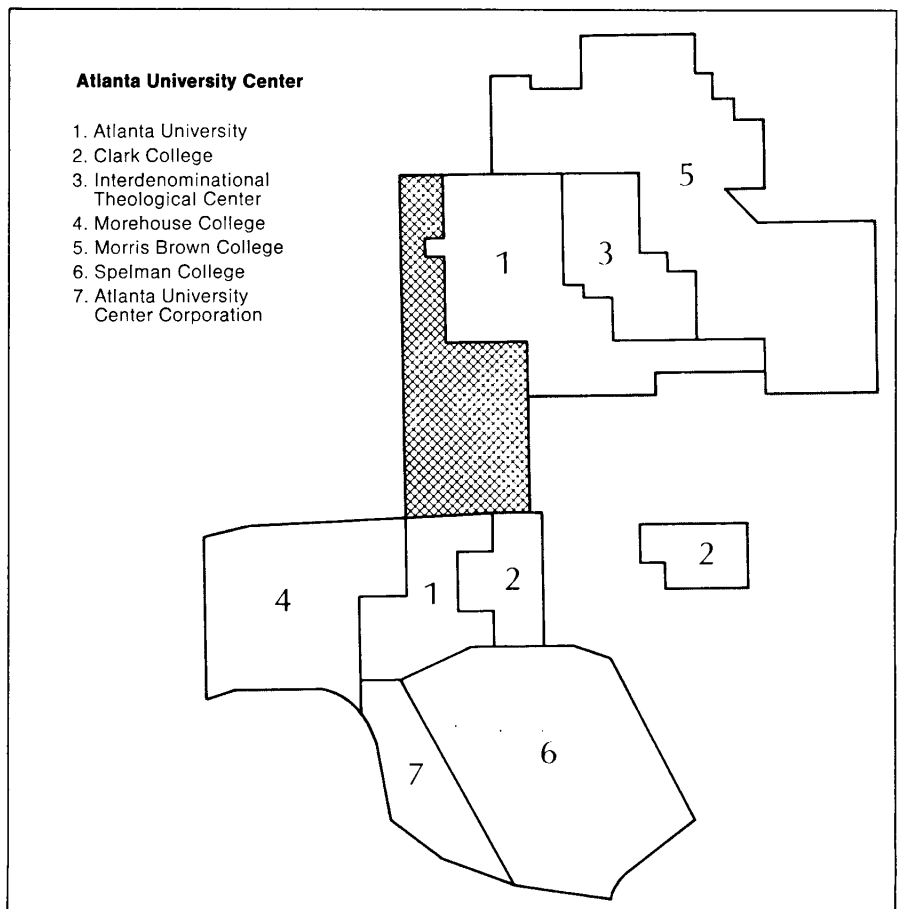 Atlanta University Center
1. Atlanta University
2. Clark College
3. Interdenominational
Theological Center
4. Morehouse College
5. Morris Brown College
6. Spelman College
7. Atlanta University
Center Corporation
5
1
3
2
4
1
2
6
7